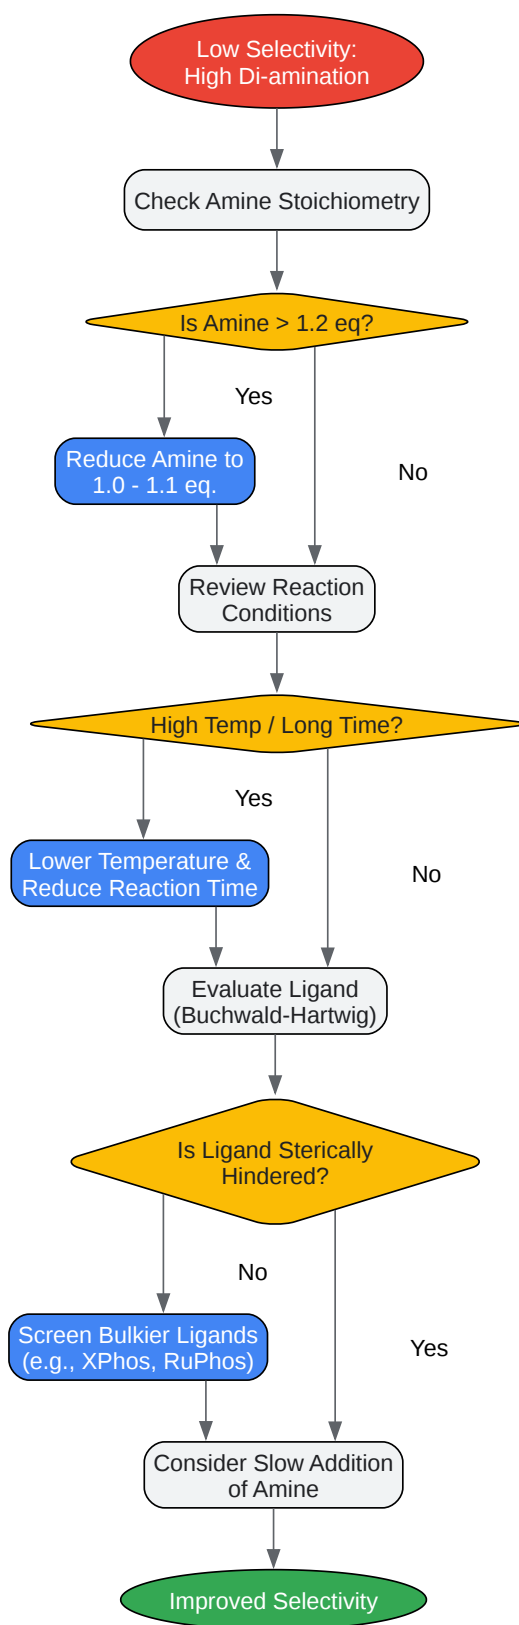 Low Selectivity:
High Di-amination
Check Amine Stoichiometry
Is Amine > 1.2 eq?
Yes
Reduce Amine to
1.0 - 1.1 eq.
No
Review Reaction
Conditions
High Temp / Long Time?
Yes
Lower Temperature &
Reduce Reaction Time
No
Evaluate Ligand
(Buchwald-Hartwig)
Is Ligand Sterically
Hindered?
No
Screen Bulkier Ligands
(e.g., XPhos, RuPhos)
Yes
Consider Slow Addition
of Amine
Improved Selectivity